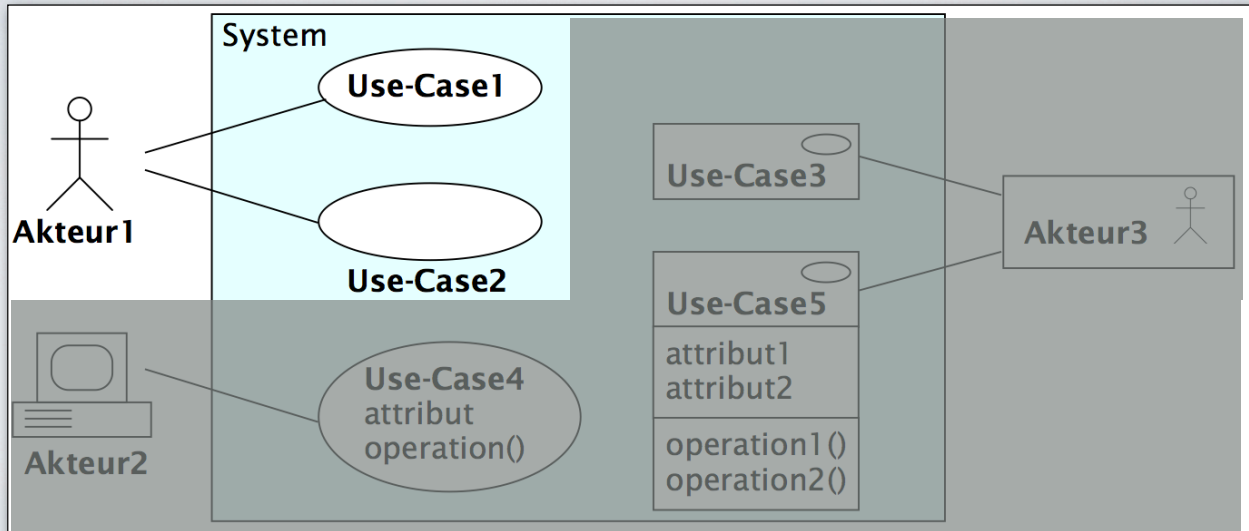 System
Use-Case1
Akteur1
Use-Case2
Use-Case3
Akteur3
Use-Case5
attribut1
attribut2
operation1()
operation2()
Use-Case4
attribut
operation()
Akteur2